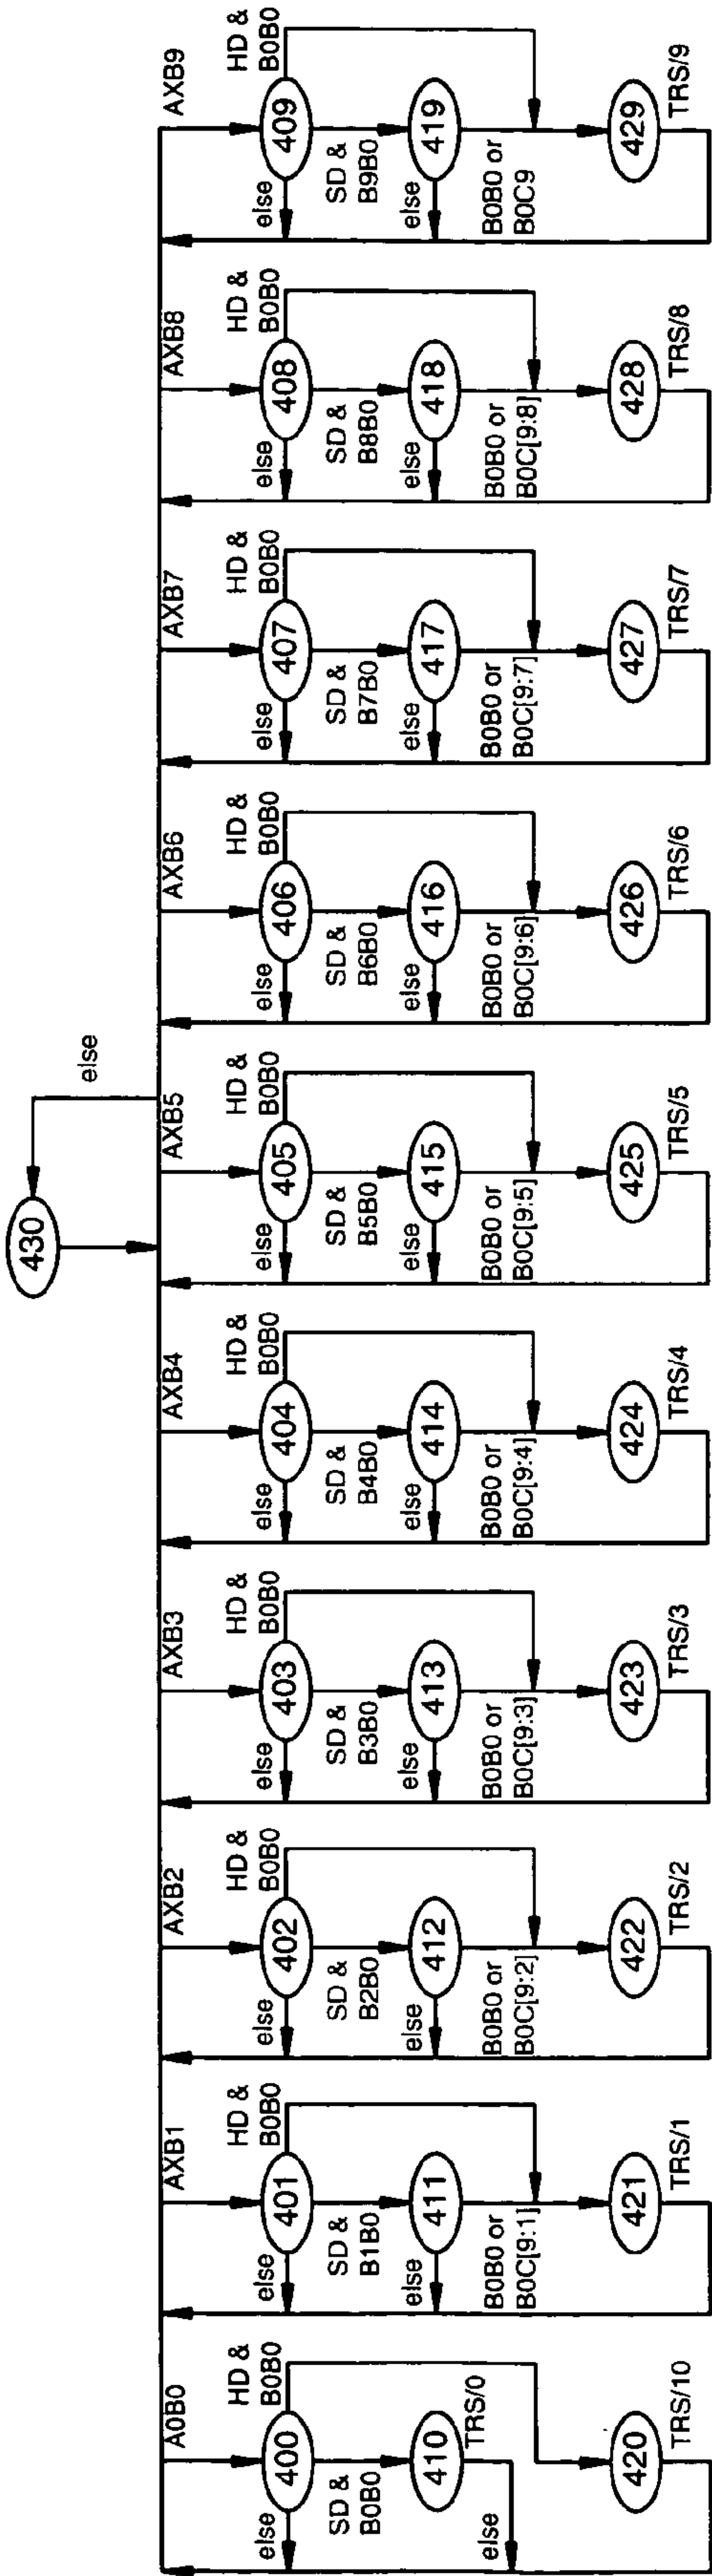 430
else
A0B0
HD &
B0B0
400
else
SD &
B0B0
410
TRS/0
else
420
TRS/10
AXB1
HD &
B0B0
401
else
SD &
B1B0
411
else
B0B0 or
B0C[9:1]
421
TRS/1
AXB2
HD &
B0B0
402
else
SD &
B2B0
412
else
B0B0 or
B0C[9:2]
422
TRS/2
AXB3
HD &
B0B0
403
else
SD &
B3B0
413
else
B0B0 or
B0C[9:3]
423
TRS/3
AXB4
HD &
B0B0
404
else
SD &
B4B0
414
else
B0B0 or
B0C[9:4]
424
TRS/4
AXB5
HD &
B0B0
405
else
SD &
B5B0
415
else
B0B0 or
B0C[9:5]
425
TRS/5
AXB6
HD &
B0B0
406
else
SD &
B6B0
416
else
B0B0 or
B0C[9:6]
426
TRS/6
AXB7
HD &
B0B0
407
else
SD &
B7B0
417
else
B0B0 or
B0C[9:7]
427
TRS/7
AXB8
HD &
B0B0
408
else
SD &
B8B0
418
else
B0B0 or
B0C[9:8]
428
TRS/8
AXB9
HD &
B0B0
409
else
SD &
B9B0
419
else
B0B0 or
B0C9
429
TRS/9